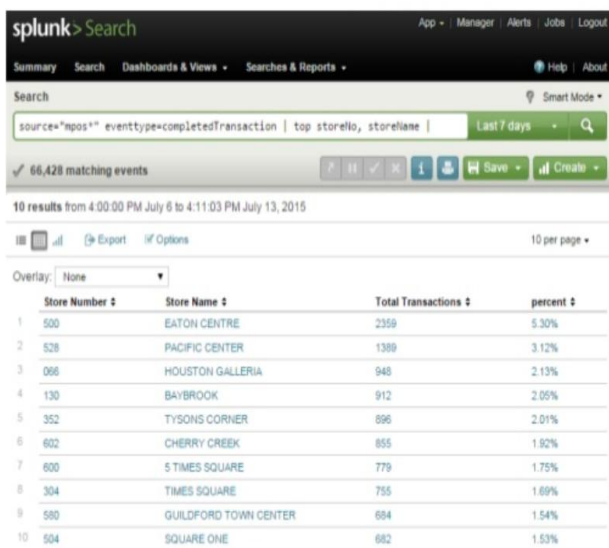 splunk> Search
App Manager Alerts Jobs Logout
Summary Search Dashboards & Views Searches & Reports Help About
Search Smart Mode
source="mpos*" eventtype=completedTransaction | top storeNo, storeName | Last 7 days
66,428 matching events Save Create
10 results from 4:00:00 PM July 6 to 4:11:03 PM July 13, 2015
Export Options 10 per page
Overlay: None
Store Number Store Name Total Transactions percent
1 500 EATON CENTRE 2359 5.30%
2 528 PACIFIC CENTER 1389 3.12%
3 066 HOUSTON GALLERIA 948 2.13%
4 130 BAYBROOK 912 2.05%
5 352 TYSONS CORNER 896 2.01%
6 602 CHERRY CREEK 855 1.92%
7 600 5 TIMES SQUARE 779 1.75%
8 304 TIMES SQUARE 755 1.69%
9 580 GUILDFORD TOWN CENTER 684 1.54%
10 504 SQUARE ONE 682 1.53%